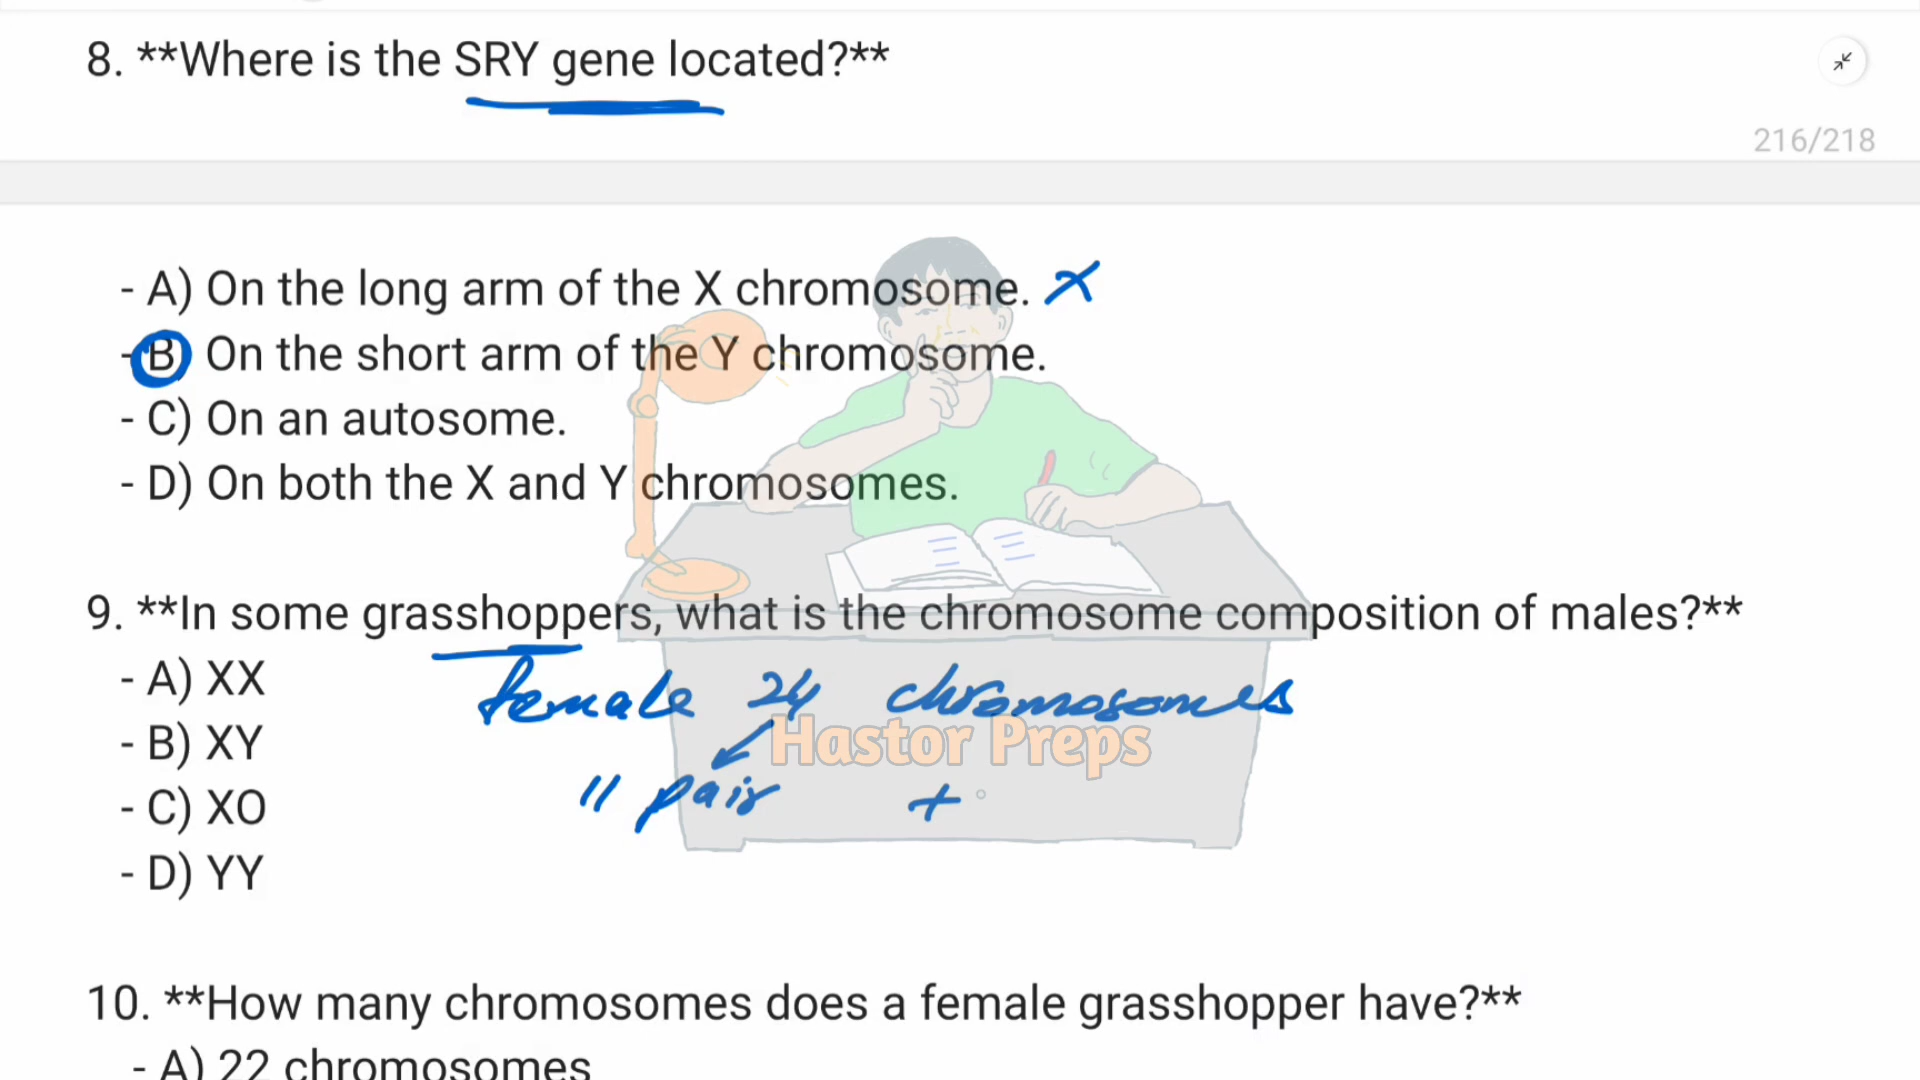 8. **Where is the SRY gene located?**
216/218
- A) On the long arm of the X chromosome. X
- B) On the short arm of the Y chromosome.
- C) On an autosome.
- D) On both the X and Y chromosomes.
9. **In some grasshoppers, what is the chromosome composition of males?**
- A) XX
female 24 chromosomes
- B) XY
Hastor Preps
11 pair +
- C) XO
- D) YY
10. **How many chromosomes does a female grasshopper have?**
- A) 22 chromosomes